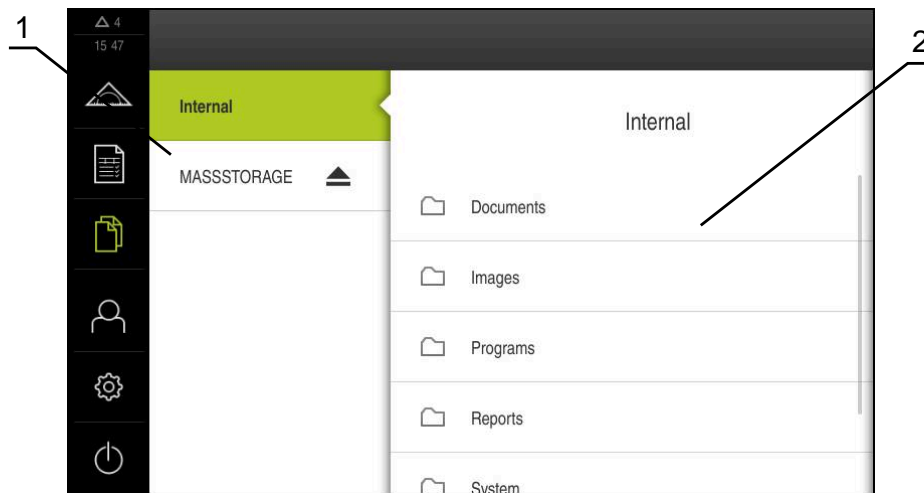 1
4
15 47
2
Internal
MASSSTORAGE
Internal
Documents
Images
Programs
Reports
System